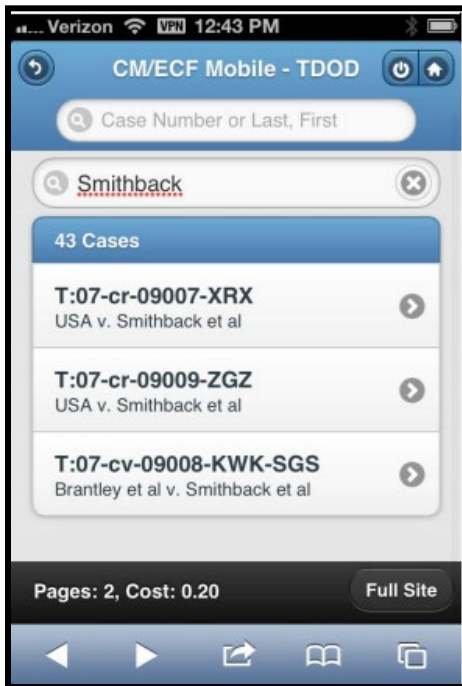 ... Verizon VPN 12:43 PM
CM/ECF Mobile - TDOD
Case Number or Last, First
Smithback
43 Cases
T:07-cr-09007-XRX
USA v. Smithback et al
T:07-cr-09009-ZGZ
USA v. Smithback et al
T:07-cv-09008-KWK-SGS
Brantley et al v. Smithback et al
Pages: 2, Cost: 0.20
Full Site